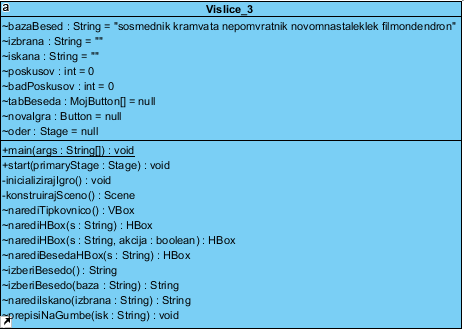 a
Vislice_3
~bazaBesed : String = "sosmednik kramvata nepomvratnik novomnastaleklek filmondendron"
~izbrana : String = ""
~iskana : String = ""
~poskusov : int = 0
~badPoskusov : int = 0
~tabBeseda : MojButton[] = null
~novaIgra : Button = null
~oder : Stage = null
+main(args : String[]) : void
+start(primaryStage : Stage) : void
-inicializirajIgro() : void
-konstruirajSceno() : Scene
~narediTipkovnico() : VBox
~narediHBox(s : String) : HBox
~narediHBox(s : String, akcija : boolean) : HBox
~narediBesedaHBox(s : String) : HBox
~izberiBesedo() : String
~izberiBesedo(baza : String) : String
~narediIskano(izbrana : String) : String
~prepisiNaGumbe(isk : String) : void